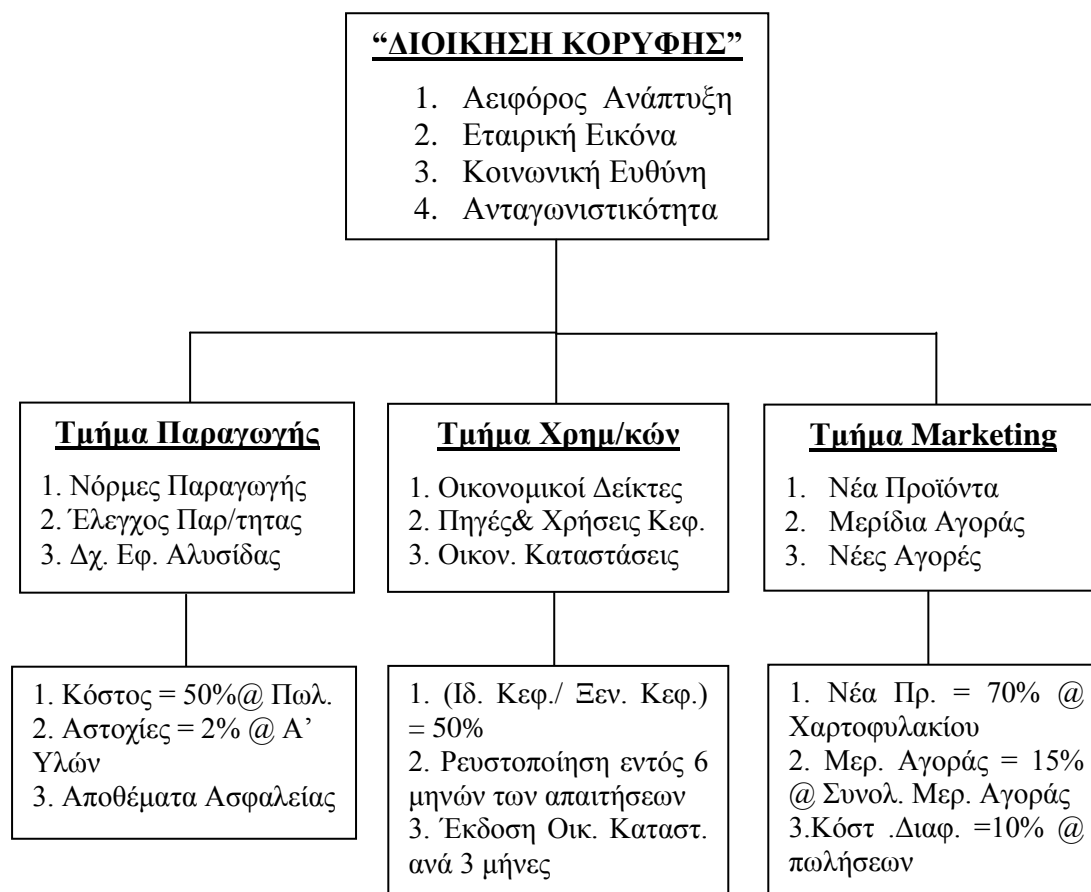 “ΔΙΟΙΚΗΣΗ ΚΟΡΥΦΗΣ”
1. Αειφόρος Ανάπτυξη
2. Εταιρική Εικόνα
3. Κοινωνική Ευθύνη
4. Ανταγωνιστικότητα
Τμήμα Παραγωγής
1. Νόρμες Παραγωγής
2. Έλεγχος Παρ/τητας
3. Δχ. Εφ. Αλυσίδας
Τμήμα Χρημ/κών
1. Οικονομικοί Δείκτες
2. Πηγές& Χρήσεις Κεφ.
3. Οικον. Καταστάσεις
Τμήμα Marketing
1. Νέα Προϊόντα
2. Μερίδια Αγοράς
3. Νέες Αγορές
1. Κόστος = 50%@ Πωλ.
2. Αστοχίες = 2% @ Α’
Υλών
3. Αποθέματα Ασφαλείας
1. (Ιδ. Κεφ./ Ξεν. Κεφ.)
= 50%
2. Ρευστοποίηση εντός 6
μηνών των απαιτήσεων
3. Έκδοση Οικ. Καταστ.
ανά 3 μήνες
1. Νέα Πρ. = 70% @
Χαρτοφυλακίου
2. Μερ. Αγοράς = 15%
@ Συνολ. Μερ. Αγοράς
3.Κόστ .Διαφ. =10% @
πωλήσεων